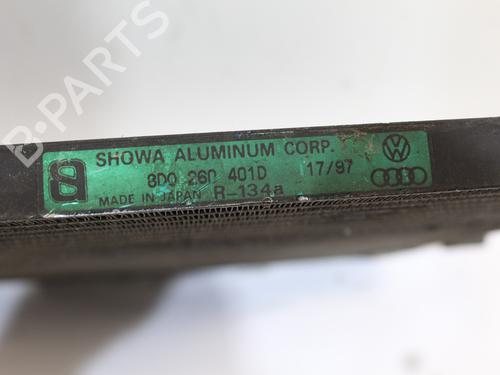 B-PARTS
SHOWA ALUMINUM CORP.
8D0 260 401D 17/97
MADE IN JAPAN R-134a